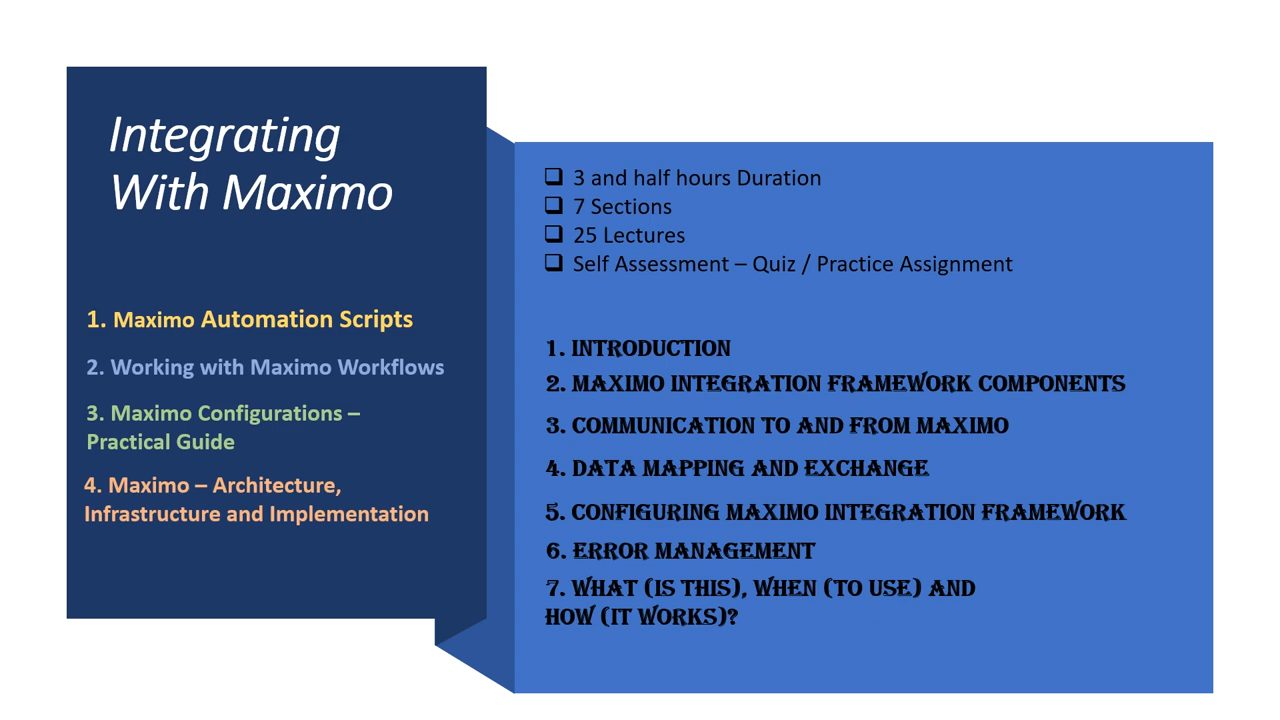 Integrating
With Maximo
1. Maximo Automation Scripts
2. Working with Maximo Workflows
3. Maximo Configurations –
Practical Guide
4. Maximo – Architecture,
Infrastructure and Implementation
❑ 3 and half hours Duration
❑ 7 Sections
❑ 25 Lectures
❑ Self Assessment – Quiz / Practice Assignment
1. INTRODUCTION
2. MAXIMO INTEGRATION FRAMEWORK COMPONENTS
3. COMMUNICATION TO AND FROM MAXIMO
4. DATA MAPPING AND EXCHANGE
5. CONFIGURING MAXIMO INTEGRATION FRAMEWORK
6. ERROR MANAGEMENT
7. WHAT (IS THIS), WHEN (TO USE) AND
HOW (IT WORKS)?